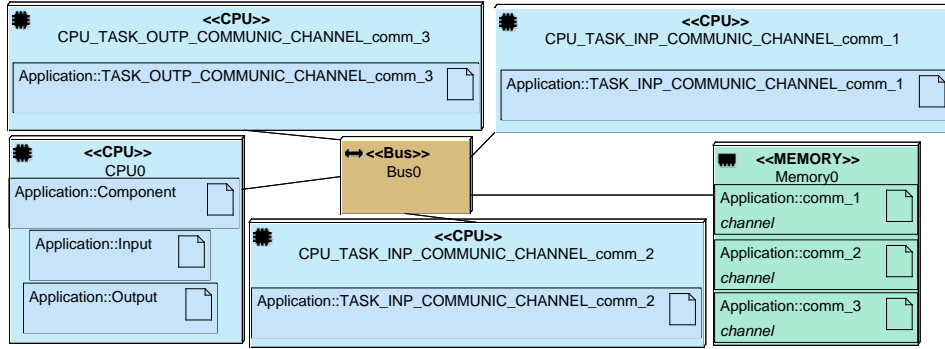 <<CPU>>
CPU_TASK_OUTP_COMMUNIC_CHANNEL_comm_3
Application::TASK_OUTP_COMMUNIC_CHANNEL_comm_3
<<CPU>>
CPU_TASK_INP_COMMUNIC_CHANNEL_comm_1
Application::TASK_INP_COMMUNIC_CHANNEL_comm_1
<<CPU>>
CPU0
Application::Component
Application::Input
Application::Output
<<Bus>>
Bus0
<<CPU>>
CPU_TASK_INP_COMMUNIC_CHANNEL_comm_2
Application::TASK_INP_COMMUNIC_CHANNEL_comm_2
<<MEMORY>>
Memory0
Application::comm_1
channel
Application::comm_2
channel
Application::comm_3
channel